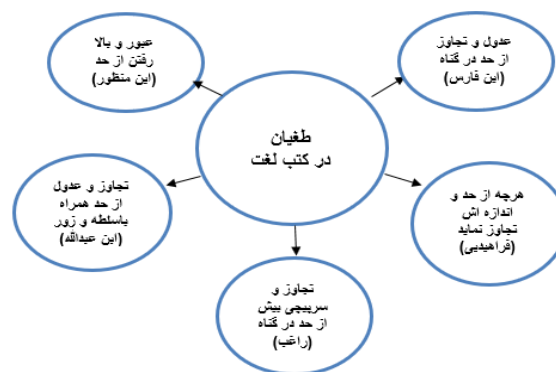 عبور و بالا
رفتن از حد
(ابن منظور)
عدول و تجاوز
از حد در گناه
(ابن فارس)
طغیان
در کتب لغت
تجاوز و عدول
از حد همراه
باسلطه و زور
(ابن عبدالله)
هرچه از حد و
اندازه اش
تجاوز نماید
(فراهیدیی)
تجاوز و
سرپیچی بیش
از حد در گناه
(راغب)